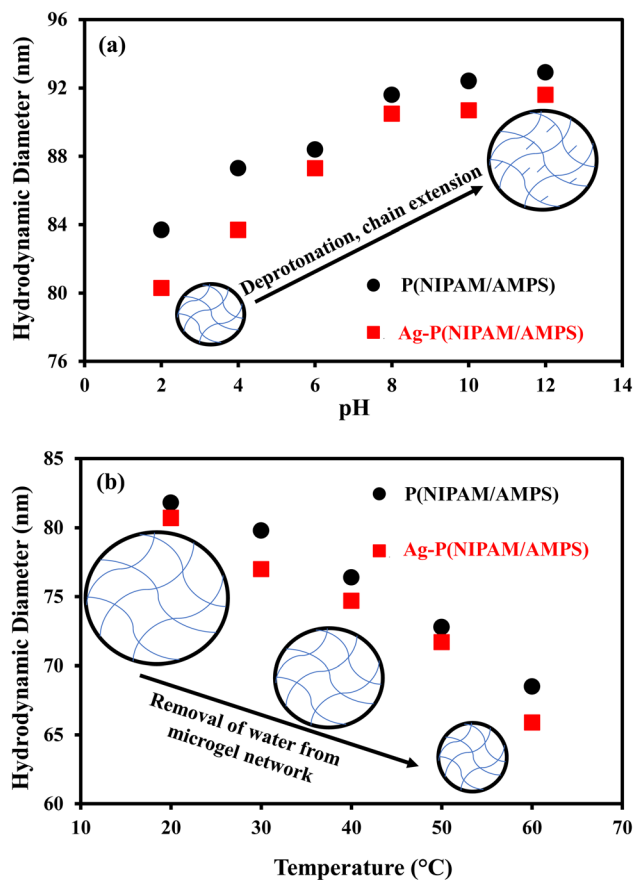 (a)
Hydrodynamic Diameter (nm)
96
92
88
84
80
76
Deprotonation, chain extension
P(NIPAM/AMPS)
Ag-P(NIPAM/AMPS)
0 2 4 6 8 10 12 14
pH
(b)
Hydrodynamic Diameter (nm)
85
80
75
70
65
60
P(NIPAM/AMPS)
Ag-P(NIPAM/AMPS)
Removal of water from
microgel network
10 20 30 40 50 60 70
Temperature (°C)